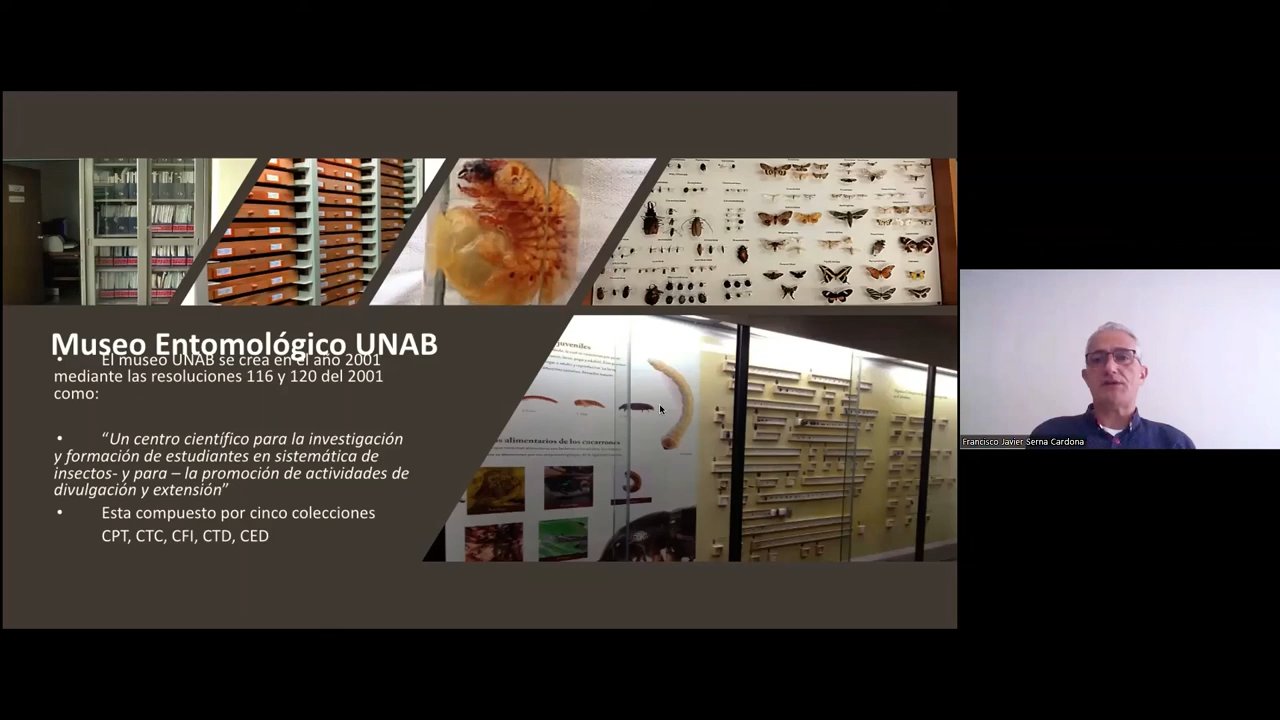 Museo Entomológico UNAB
• El museo UNAB se crea en el año 2001
mediante las resoluciones 116 y 120 del 2001
como:
• “Un centro científico para la investigación
y formación de estudiantes en sistemática de
insectos- y para – la promoción de actividades de
divulgación y extensión”
• Esta compuesto por cinco colecciones
CPT, CTC, CFI, CTD, CED
juveniles
os alimentarios de los cucarrones
Francisco Javier Serna Cardona